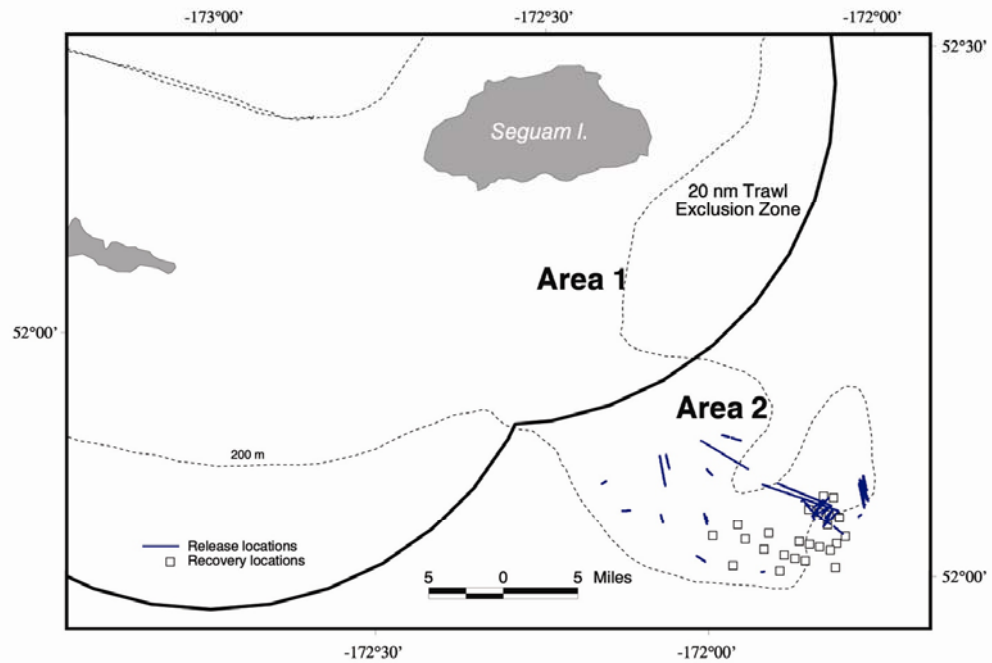 -173°00’
-172°30’
-172°00’
52°30’
Seguam I.
20 nm Trawl
Exclusion Zone
Area 1
52°00’
Area 2
200 m
Release locations
Recovery locations
5 0 5 Miles
52°00’
-172°30’
-172°00’